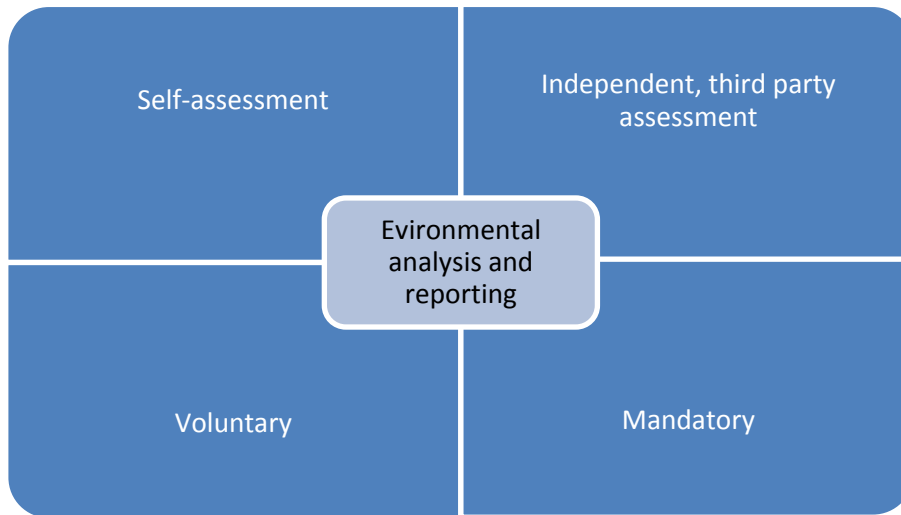 Self-assessment
Independent, third party
assessment
Evironmental
analysis and
reporting
Voluntary
Mandatory